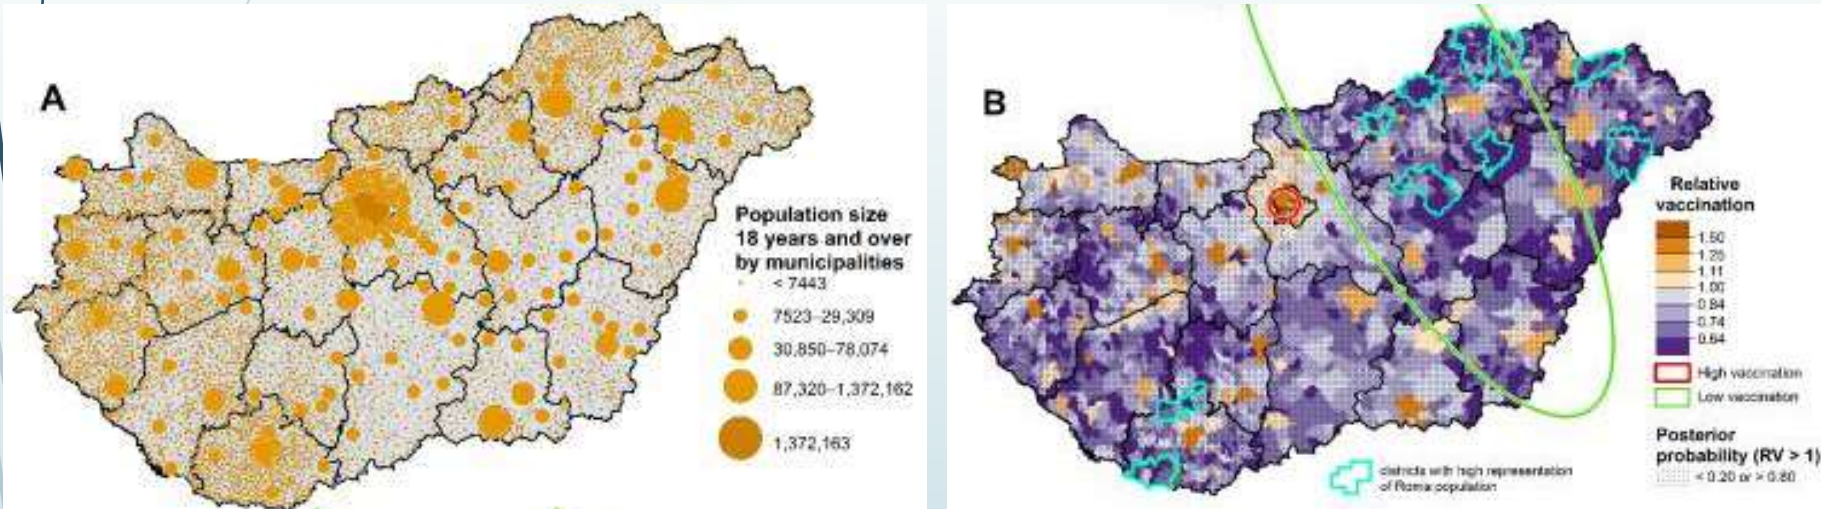 A
Population size
18 years and over
by municipalities
< 7443
7523–29,309
30,850–78,074
87,320–1,372,162
1,372,163
B
Relative
vaccination
1.50
1.25
1.11
1.00
0.84
0.74
0.64
High vaccination
Low vaccination
Posterior
probability (RV > 1)
< 0.20 or > 0.80
districts with high representation
of Roma population